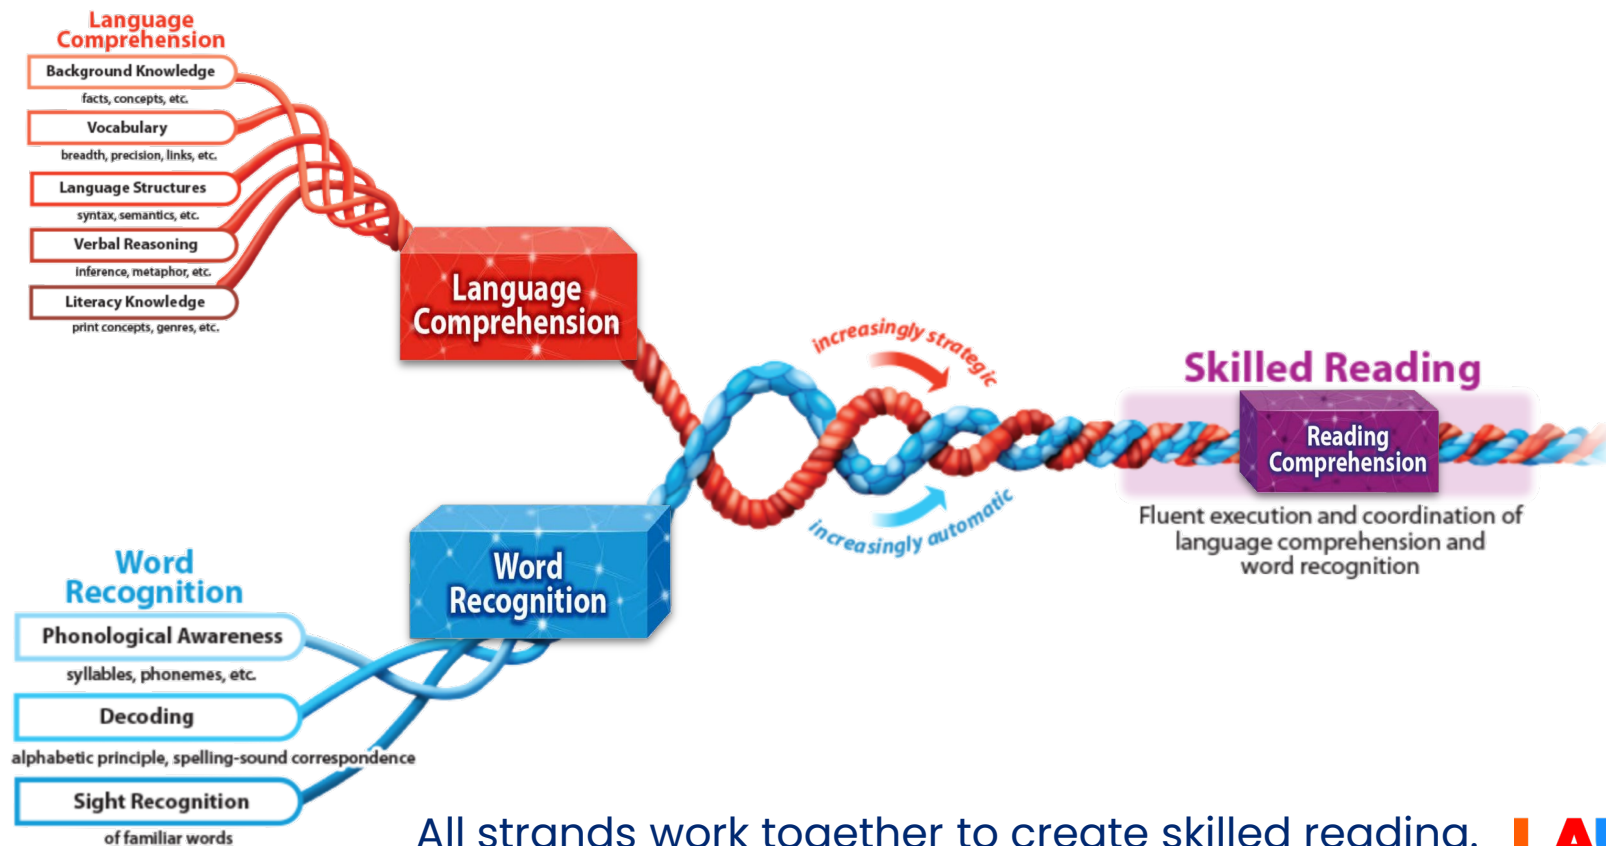 Language
Comprehension
Background Knowledge
facts, concepts, etc.
Vocabulary
breadth, precision, links, etc.
Language Structures
syntax, semantics, etc.
Verbal Reasoning
inference, metaphor, etc.
Literacy Knowledge
print concepts, genres, etc.
Language
Comprehension
increasingly strategic
increasingly automatic
Skilled Reading
Reading
Comprehension
Fluent execution and coordination of
language comprehension and
word recognition
Word
Recognition
Word
Recognition
Phonological Awareness
syllables, phonemes, etc.
Decoding
alphabetic principle, spelling-sound correspondence
Sight Recognition
of familiar words
All strands work together to create skilled reading.